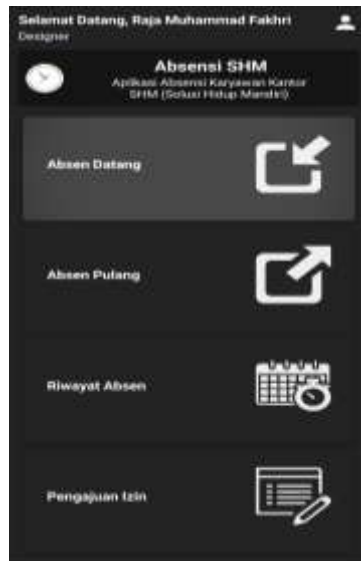 Selamat Datang, Raja Muhammad Fakhri
Designer
Absensi SHM
Aplikasi Absensi Karyawan Kantor
SHM (Solusi Hidup Mandiri)
Absen Datang
Absen Pulang
Riwayat Absen
Pengajuan Izin